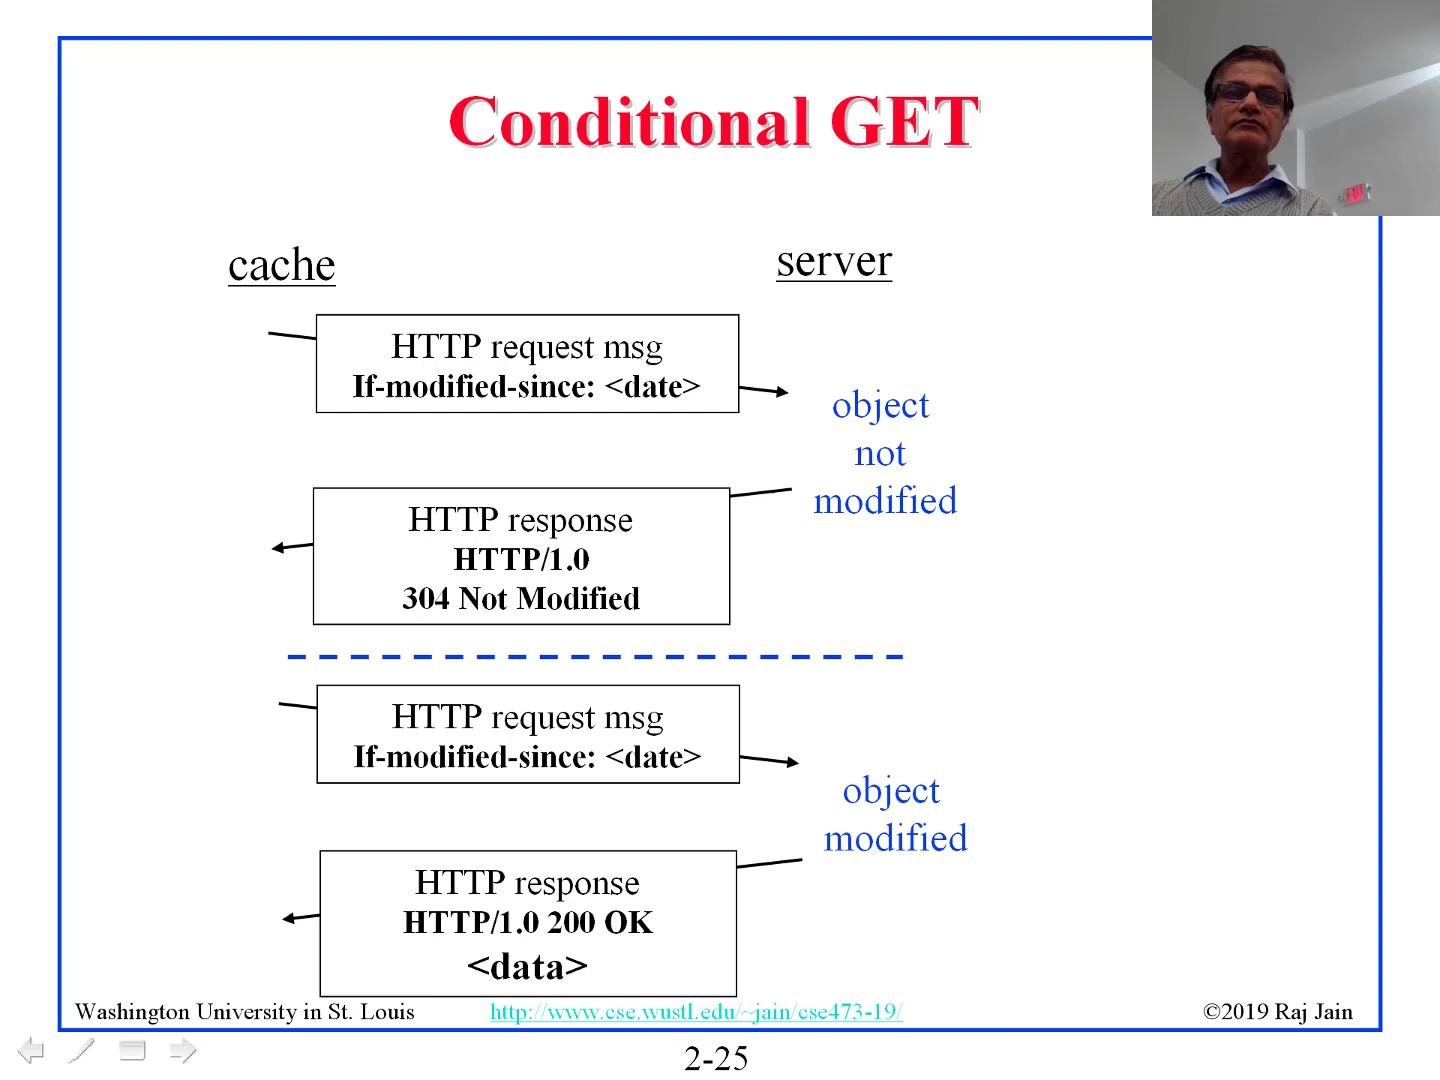 Conditional GET
EXIT
cache
server
HTTP request msg
If-modified-since: <date>
object
not
modified
HTTP response
HTTP/1.0
304 Not Modified
HTTP request msg
If-modified-since: <date>
object
modified
HTTP response
HTTP/1.0 200 OK
<data>
Washington University in St. Louis
http://www.cse.wustl.edu/~jain/cse473-19/
©2019 Raj Jain
2-25